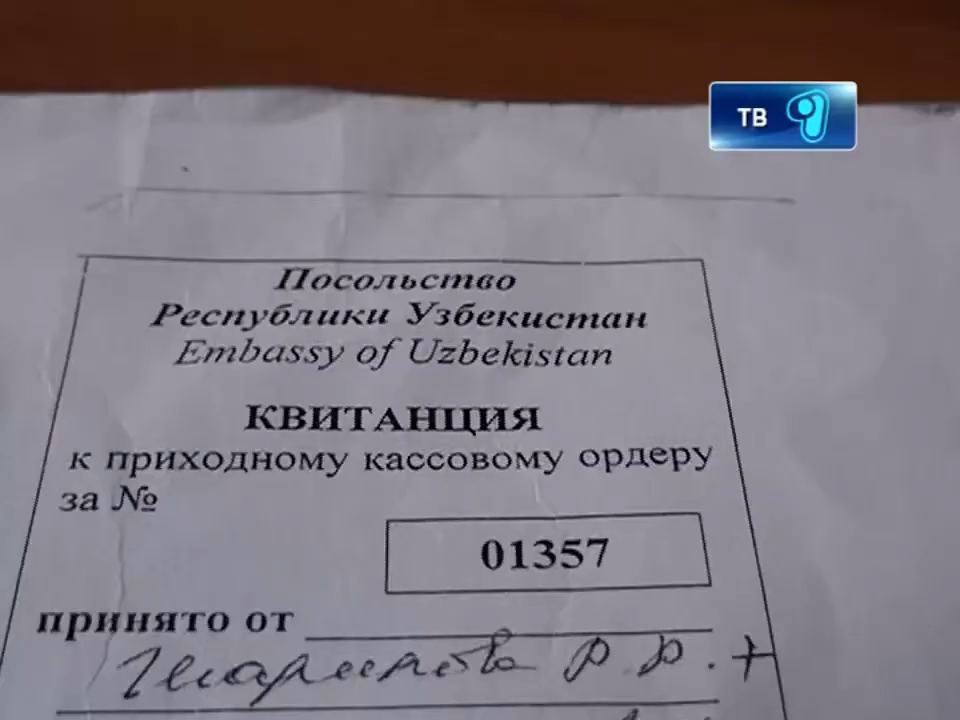 ТВ
Посольство
Республики Узбекистан
Embassy of Uzbekistan
КВИТАНЦИЯ
к приходному кассовому ордеру
за №
01357
принято от
Р. Р. +